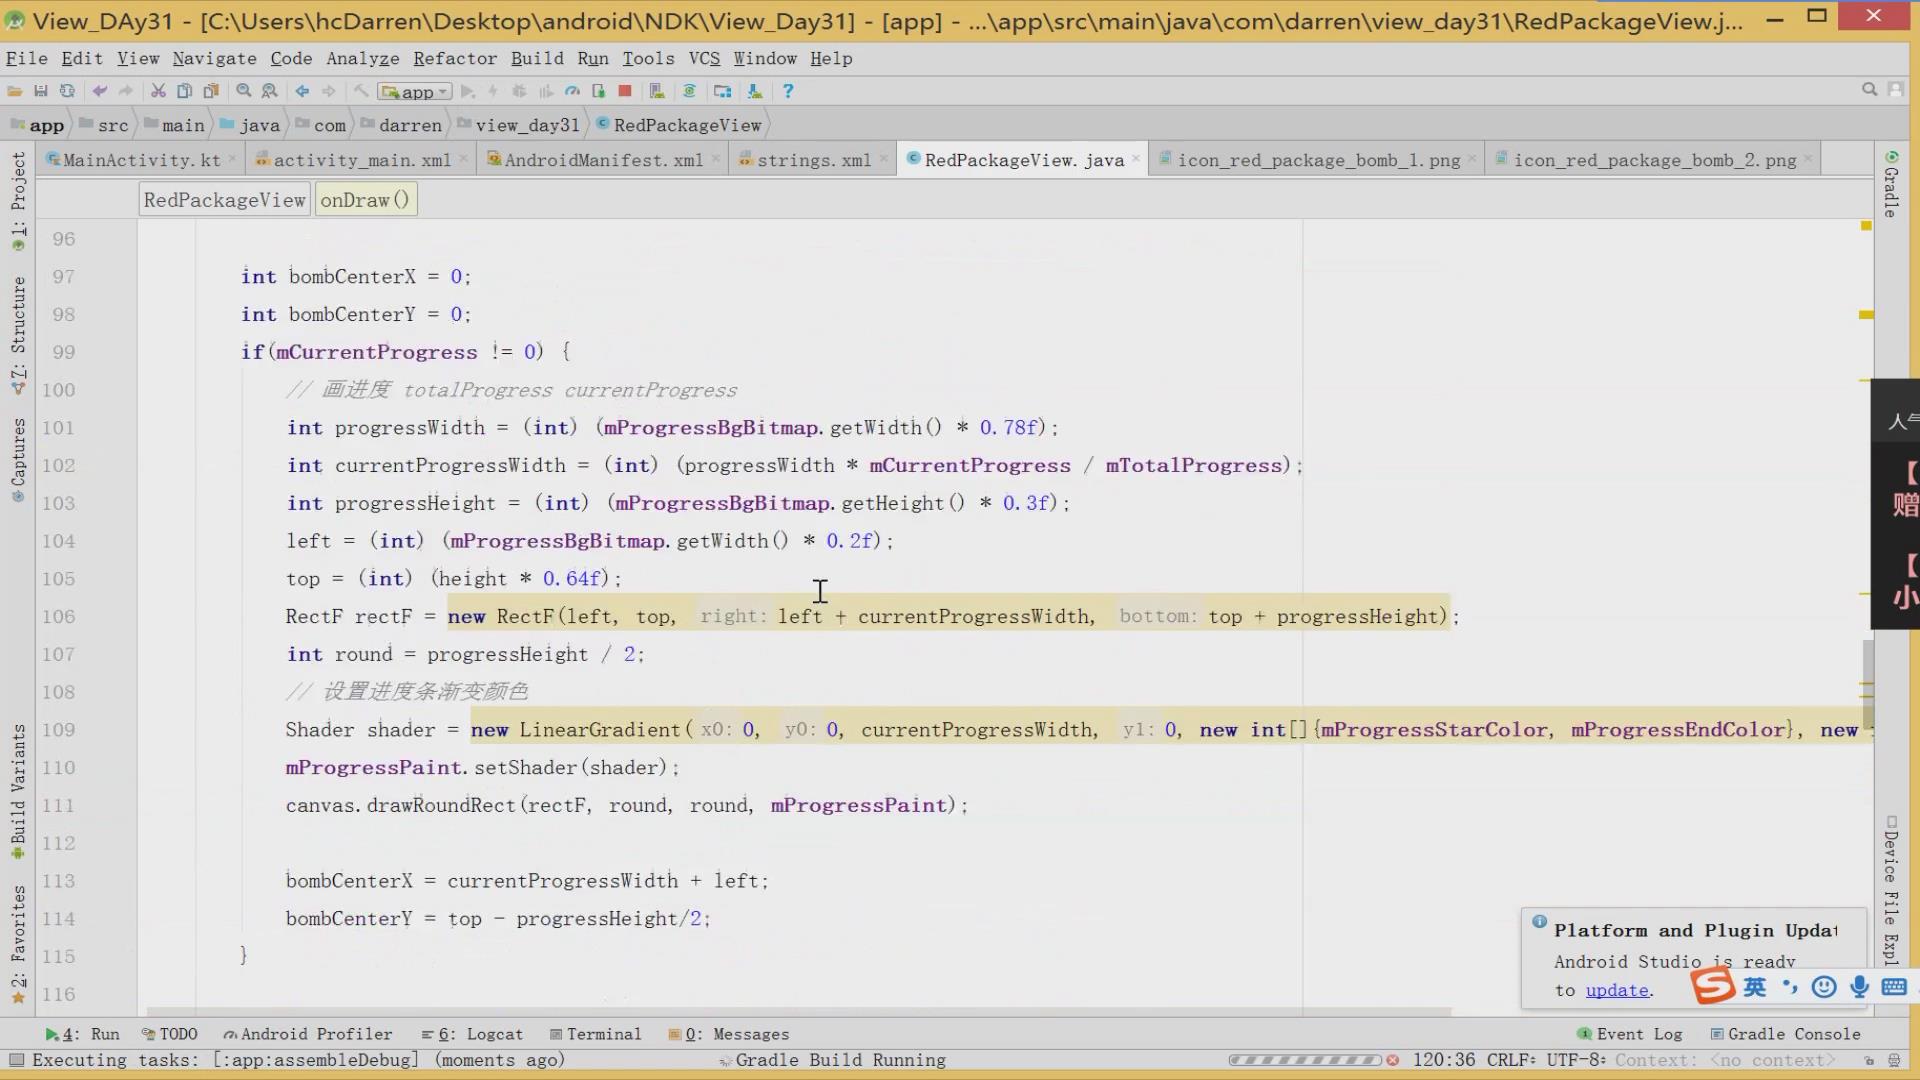 View_DAy31 - [C:\Users\hcDarren\Desktop\android\NDK\View_Day31] - [app] - ...\app\src\main\java\com\darren\view_day31\RedPackageView.j...
File Edit View Navigate Code Analyze Refactor Build Run Tools VCS Window Help
app
app src main java com darren view_day31 RedPackageView
MainActivity.kt activity_main.xml AndroidManifest.xml strings.xml RedPackageView.java icon_red_package_bomb_1.png icon_red_package_bomb_2.png
RedPackageView onDraw()
1: Project
7: Structure
Captures
Build Variants
2: Favorites
Gradle
Device File Expl
96
97 int bombCenterX = 0;
98 int bombCenterY = 0;
99 if(mCurrentProgress != 0) {
100 // 画进度 totalProgress currentProgress
101 int progressWidth = (int) (mProgressBgBitmap.getWidth() * 0.78f);
102 int currentProgressWidth = (int) (progressWidth * mCurrentProgress / mTotalProgress);
103 int progressHeight = (int) (mProgressBgBitmap.getHeight() * 0.3f);
104 left = (int) (mProgressBgBitmap.getWidth() * 0.2f);
105 top = (int) (height * 0.64f);
106 RectF rectF = new RectF(left, top, right: left + currentProgressWidth, bottom: top + progressHeight);
107 int round = progressHeight / 2;
108 // 设置进度条渐变颜色
109 Shader shader = new LinearGradient( x0: 0, y0: 0, currentProgressWidth, y1: 0, new int[]{mProgressStarColor, mProgressEndColor}, new
110 mProgressPaint.setShader(shader);
111 canvas.drawRoundRect(rectF, round, round, mProgressPaint);
112
113 bombCenterX = currentProgressWidth + left;
114 bombCenterY = top - progressHeight/2;
115 }
116
人气
【
赠
【
小
Platform and Plugin Updat
Android Studio is ready
to update.
英
4: Run TODO Android Profiler 6: Logcat Terminal 0: Messages Event Log Gradle Console
Executing tasks: [:app:assembleDebug] (moments ago) Gradle Build Running 120:36 CRLF UTF-8 Context: <no context>